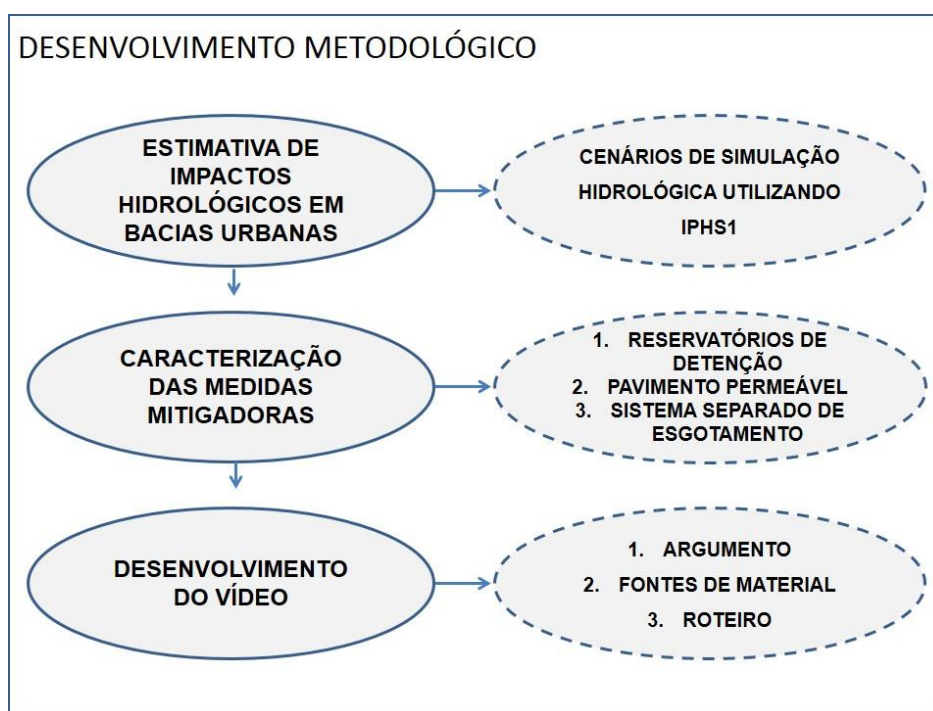 DESENVOLVIMENTO METODOLÓGICO
ESTIMATIVA DE
IMPACTOS
HIDROLÓGICOS EM
BACIAS URBANAS
CENÁRIOS DE SIMULAÇÃO
HIDROLÓGICA UTILIZANDO
IPHS1
CARACTERIZAÇÃO
DAS MEDIDAS
MITIGADORAS
1. RESERVATÓRIOS DE
DETENÇÃO
2. PAVIMENTO PERMEÁVEL
3. SISTEMA SEPARADO DE
ESGOTAMENTO
DESENVOLVIMENTO
DO VÍDEO
1. ARGUMENTO
2. FONTES DE MATERIAL
3. ROTEIRO